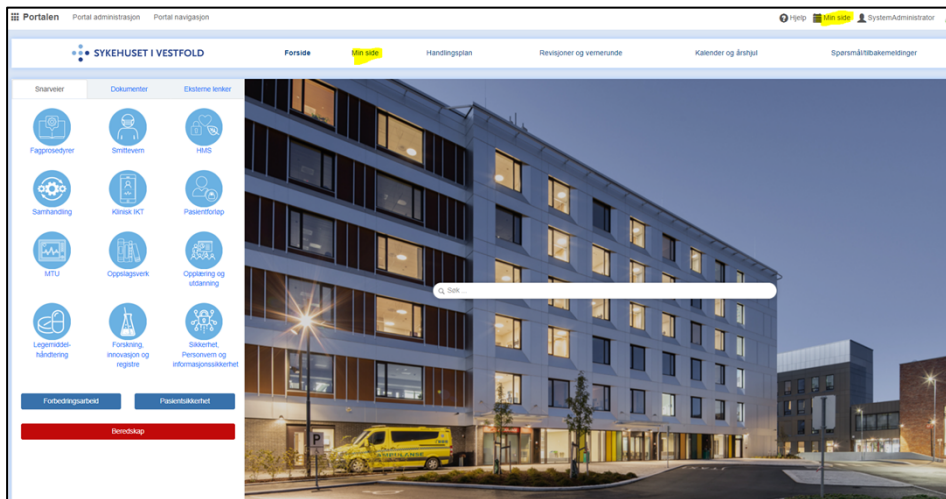 Portalen Portal administrasjon Portal navigasjon Hjelp Min side SystemAdministrator
SYKEHUSET I VESTFOLD Forside Min side Handlingsplan Revisjoner og vernerunde Kalender og årshjul Spørsmål/tilbakemeldinger
Snarveier Dokumenter Eksterne lenker
Fagprosedyrer Smittevern HMS
Samhandling Klinisk IKT Pasientforløp
MTU Oppslagsverk Opplæring og
utdanning
Søk ...
Legemiddel-
håndtering
Forskning,
innovasjon og
registre
Sikkerhet,
Personvern og
informasjonssikkerhet
Forbedringsarbeid Pasientsikkerhet
Beredskap
P